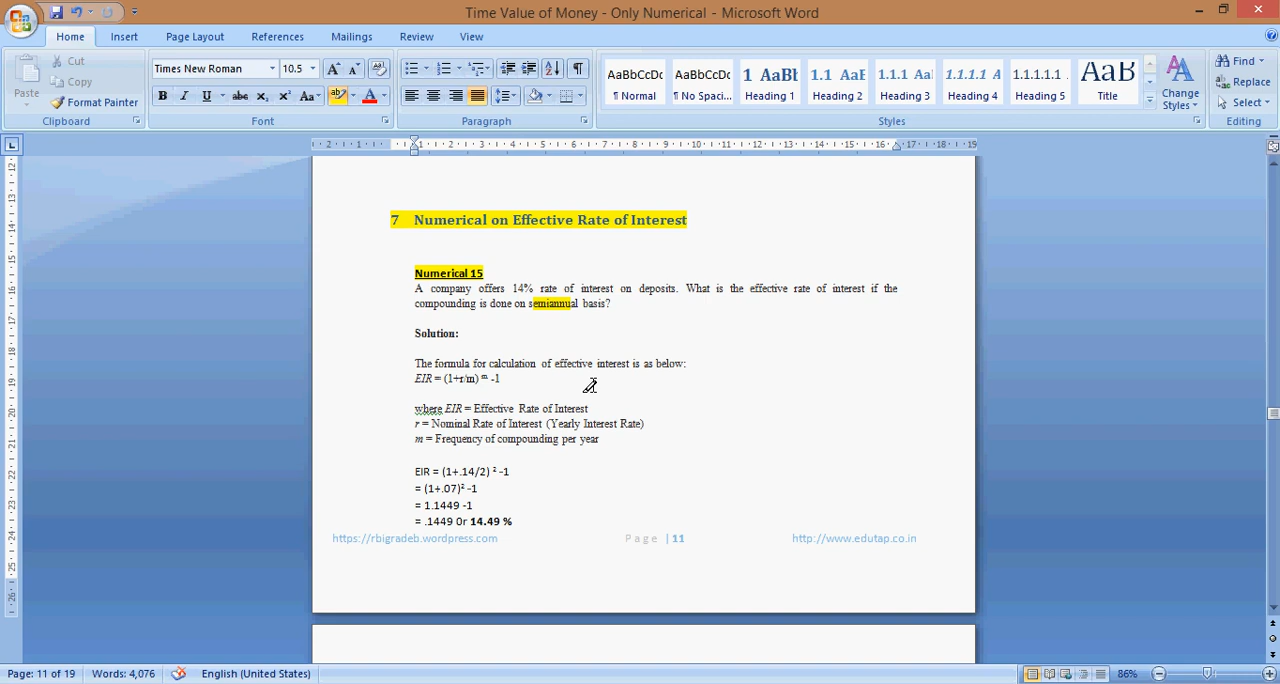 Time Value of Money - Only Numerical - Microsoft Word
Home Insert Page Layout References Mailings Review View
Paste
Cut
Copy
Format Painter
Clipboard
Times New Roman 10.5
Font
Paragraph
AaBbCcDc AaBbCcDc 1 AaBl 1.1 AaE 1.1.1 Aal 1.1.1.1 A 1.1.1.1.1 . AaB
¶ Normal ¶ No Spaci... Heading 1 Heading 2 Heading 3 Heading 4 Heading 5 Title
Change Styles
Styles
Find
Replace
Select
Editing
7 Numerical on Effective Rate of Interest
Numerical 15
A company offers 14% rate of interest on deposits. What is the effective rate of interest if the
compounding is done on semiannual basis?
Solution:
The formula for calculation of effective interest is as below:
EIR = (1+r/m) ᵐ -1
where EIR = Effective Rate of Interest
r = Nominal Rate of Interest (Yearly Interest Rate)
m = Frequency of compounding per year
EIR = (1+.14/2) ² -1
= (1+.07)² -1
= 1.1449 -1
= .1449 0r 14.49 %
https://rbigradeb.wordpress.com Page | 11 http://www.edutap.co.in
Page: 11 of 19 Words: 4,076 English (United States) 86%